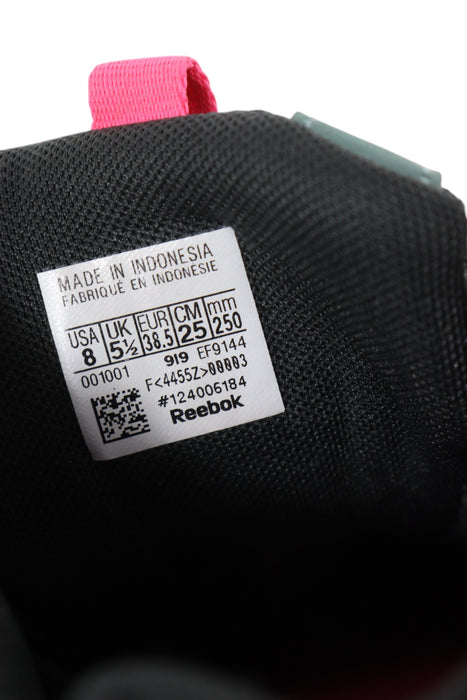 MADE IN INDONESIA
FABRIQUÉ EN INDONESIE
USA UK EUR CM mm
8 5½ 38.5 25 250
001001 919 EF9144
F<4455Z>00003
#124006184
Reebok